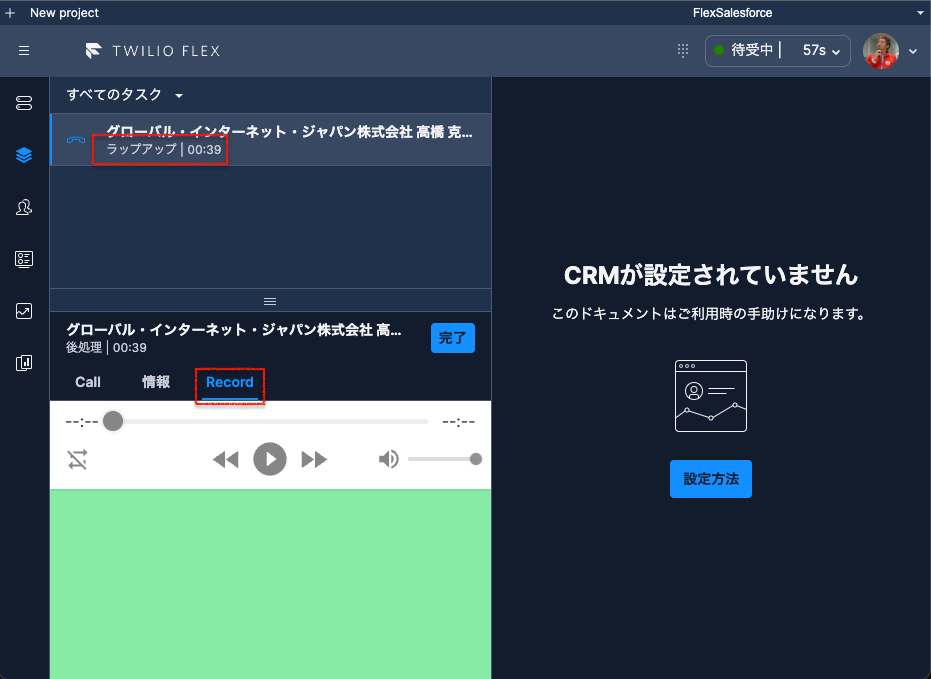 + New project
FlexSalesforce
TWILIO FLEX
待受中 | 57s
すべてのタスク
グローバル・インターネット・ジャパン株式会社 高橋 克...
ラップアップ | 00:39
グローバル・インターネット・ジャパン株式会社 高...
後処理 | 00:39
完了
Call 情報 Record
--:-- --:--
CRMが設定されていません
このドキュメントはご利用時の手助けになります。
設定方法